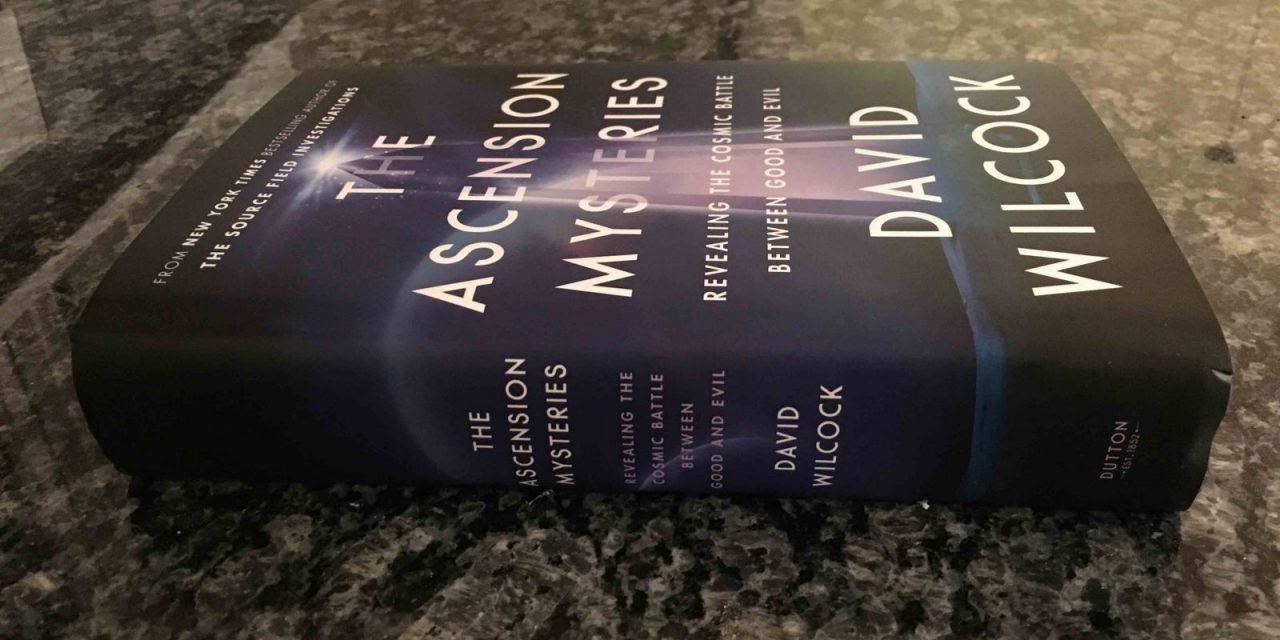 FROM NEW YORK TIMES BESTSELLING AUTHOR OF
THE SOURCE FIELD INVESTIGATIONS
THE
ASCENSION
MYSTERIES
REVEALING THE COSMIC BATTLE
BETWEEN GOOD AND EVIL
DAVID
WILCOCK
THE
ASCENSION
MYSTERIES
REVEALING THE
COSMIC BATTLE
BETWEEN
GOOD AND EVIL
DAVID
WILCOCK
DUTTON
EST. 1852